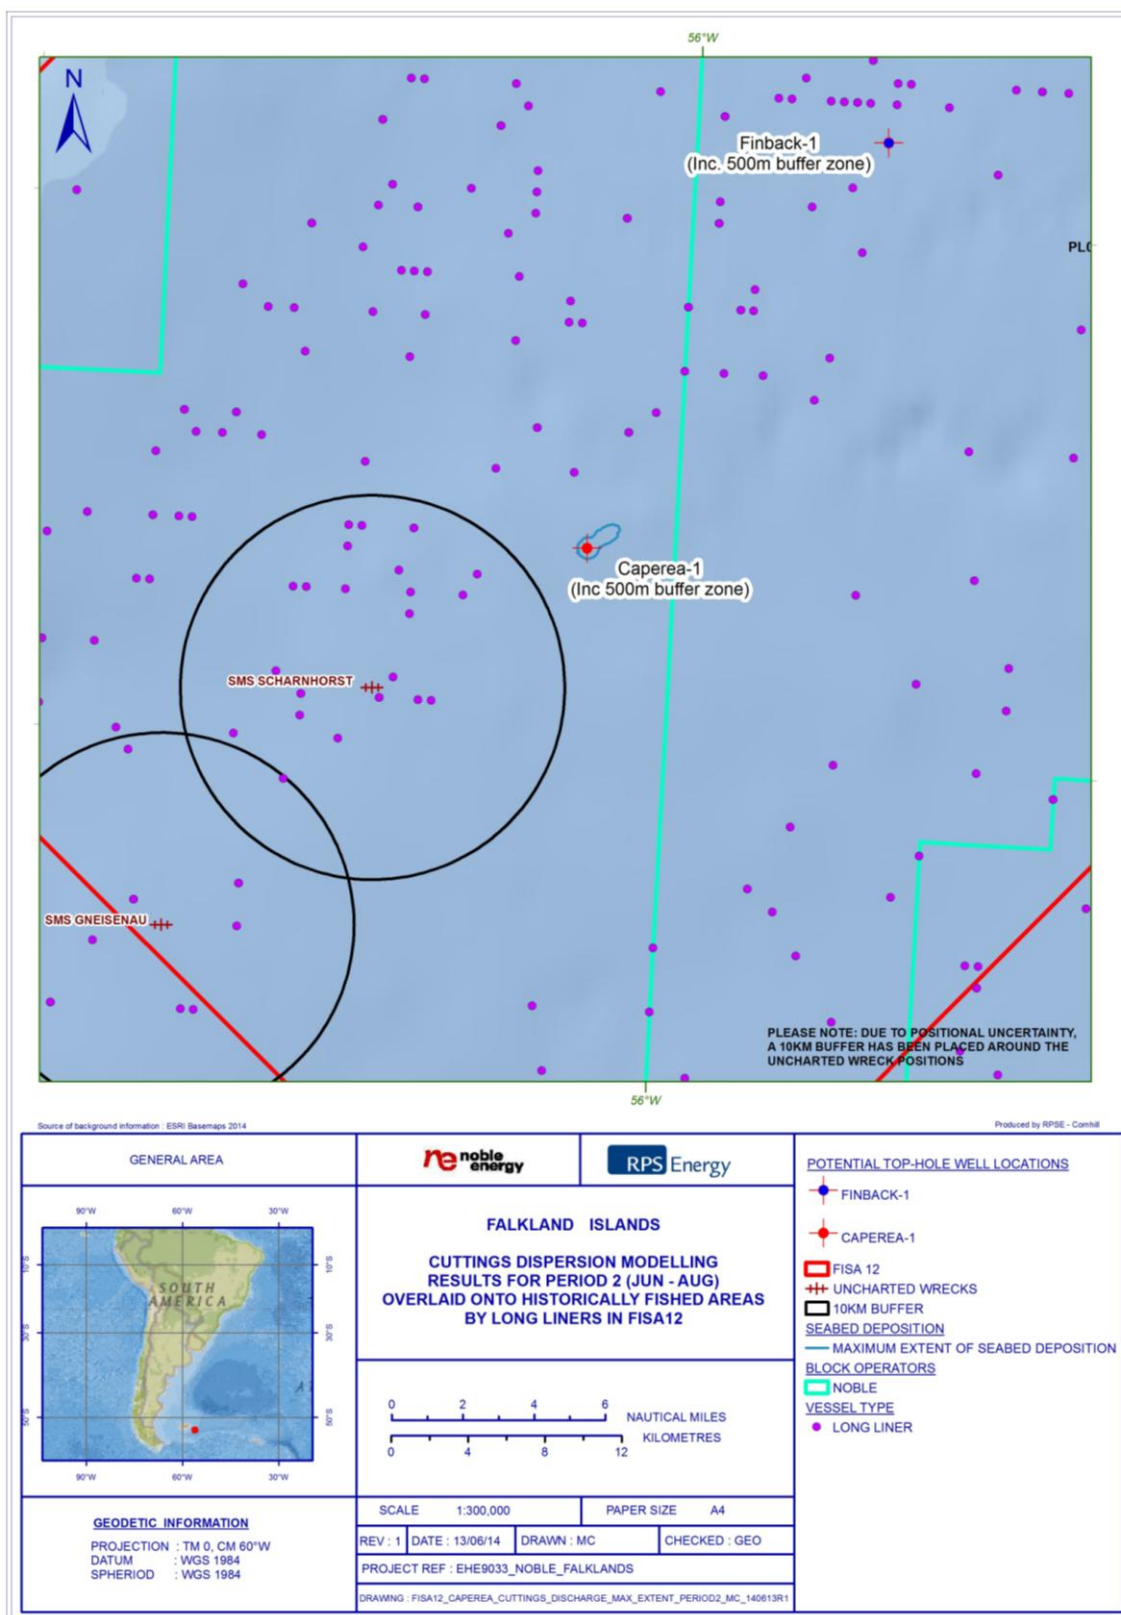 56°W
N
Finback-1
(Inc. 500m buffer zone)
PL0
Caperea-1
(Inc 500m buffer zone)
SMS SCHARNHORST
SMS GNEISENAU
PLEASE NOTE: DUE TO POSITIONAL UNCERTAINTY,
A 10KM BUFFER HAS BEEN PLACED AROUND THE
UNCHARTED WRECK POSITIONS
56°W
Source of background information : ESRI Basemaps 2014
Produced by RPSE - Cornhill
GENERAL AREA
90°W 60°W 30°W
10°S 10°S
SOUTH
AMERICA
30°S 30°S
A
50°S 50°S
90°W 60°W 30°W
GEODETIC INFORMATION
PROJECTION : TM 0, CM 60°W
DATUM : WGS 1984
SPHERIOD : WGS 1984
ne noble
energy
RPS Energy
FALKLAND ISLANDS
CUTTINGS DISPERSION MODELLING
RESULTS FOR PERIOD 2 (JUN - AUG)
OVERLAID ONTO HISTORICALLY FISHED AREAS
BY LONG LINERS IN FISA12
0 2 4 6
NAUTICAL MILES
KILOMETRES
0 4 8 12
SCALE 1:300,000
PAPER SIZE A4
REV : 1
DATE : 13/06/14
DRAWN : MC
CHECKED : GEO
PROJECT REF : EHE9033_NOBLE_FALKLANDS
DRAWING : FISA12_CAPEREA_CUTTINGS_DISCHARGE_MAX_EXTENT_PERIOD2_MC_140613R1
POTENTIAL TOP-HOLE WELL LOCATIONS
FINBACK-1
CAPEREA-1
FISA 12
UNCHARTED WRECKS
10KM BUFFER
SEABED DEPOSITION
MAXIMUM EXTENT OF SEABED DEPOSITION
BLOCK OPERATORS
NOBLE
VESSEL TYPE
LONG LINER